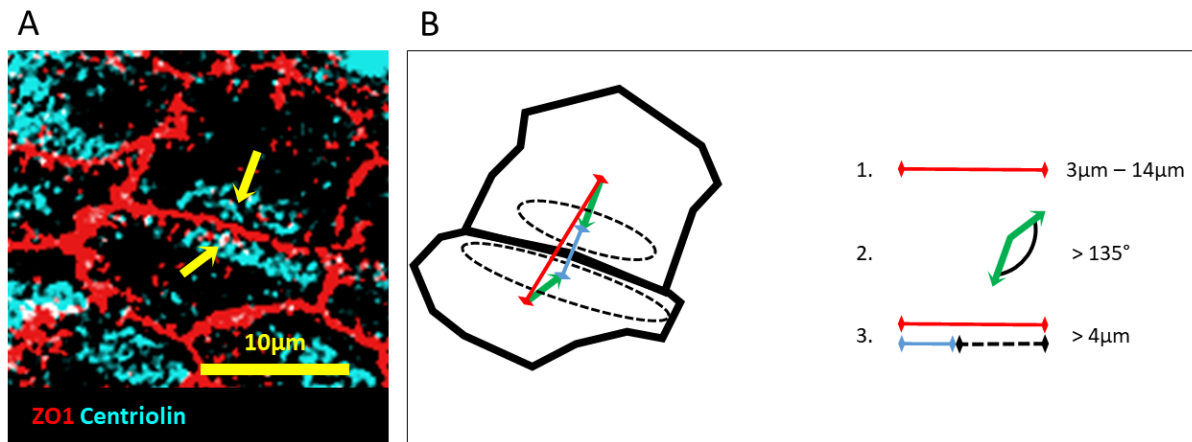 A
B
10µm
ZO1 Centriolin
1. 3µm – 14µm
2. > 135°
3. > 4µm